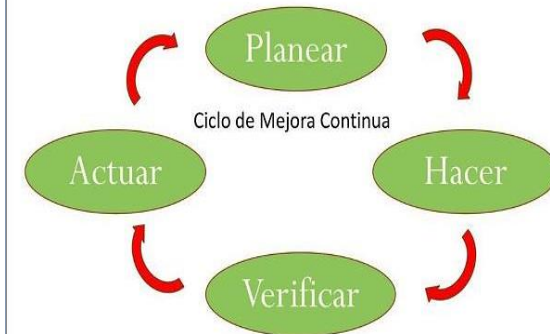 Planear
Ciclo de Mejora Continua
Actuar
Hacer
Verificar